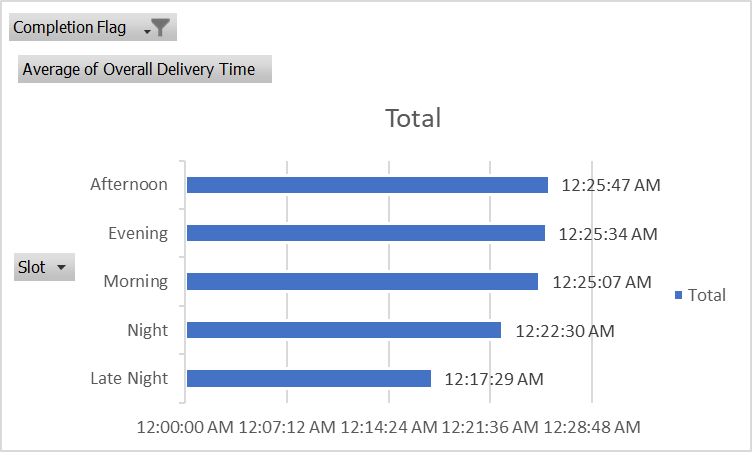 Completion Flag
Average of Overall Delivery Time
Total
Afternoon 12:25:47 AM
Evening 12:25:34 AM
Slot
Morning 12:25:07 AM
Total
Night 12:22:30 AM
Late Night 12:17:29 AM
12:00:00 AM 12:07:12 AM 12:14:24 AM 12:21:36 AM 12:28:48 AM